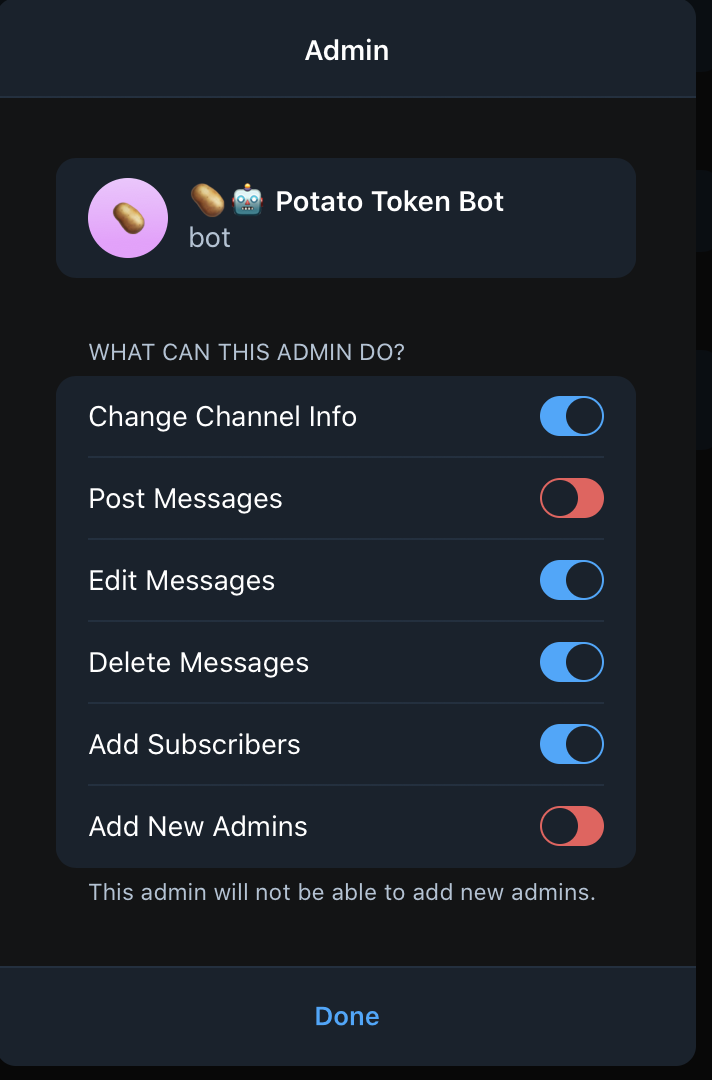 Admin
🥔🤖 Potato Token Bot
bot
WHAT CAN THIS ADMIN DO?
Change Channel Info
Post Messages
Edit Messages
Delete Messages
Add Subscribers
Add New Admins
This admin will not be able to add new admins.
Done